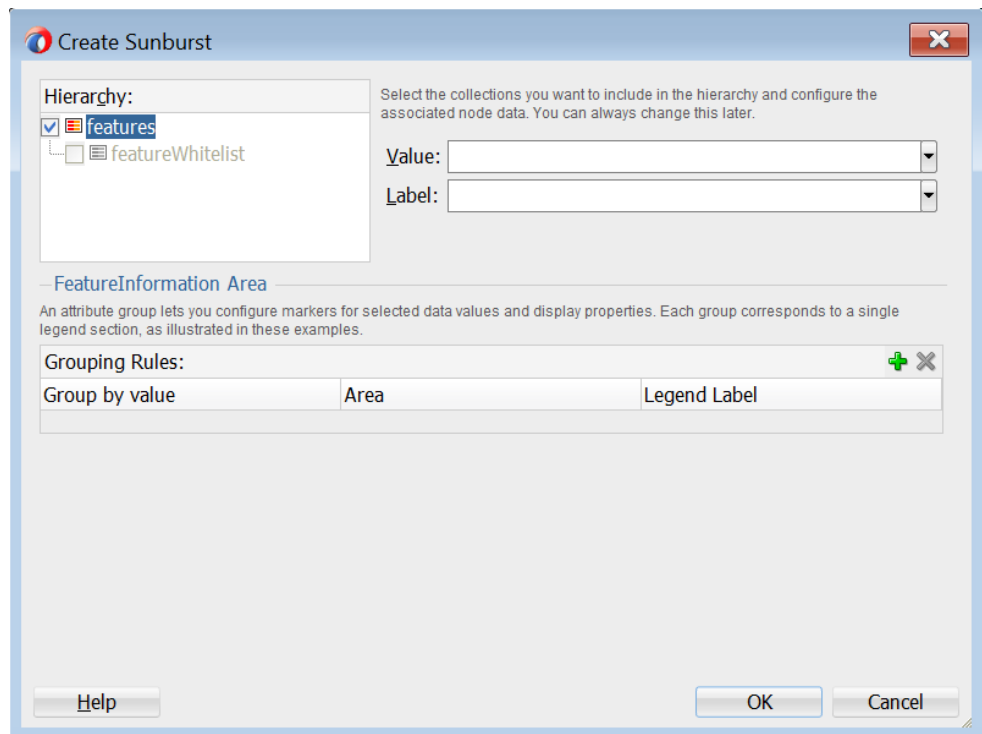 Create Sunburst
Hierarchy:
features
featureWhitelist
Select the collections you want to include in the hierarchy and configure the
associated node data. You can always change this later.
Value:
Label:
FeatureInformation Area
An attribute group lets you configure markers for selected data values and display properties. Each group corresponds to a single
legend section, as illustrated in these examples.
Grouping Rules:
Group by value Area Legend Label
Help OK Cancel